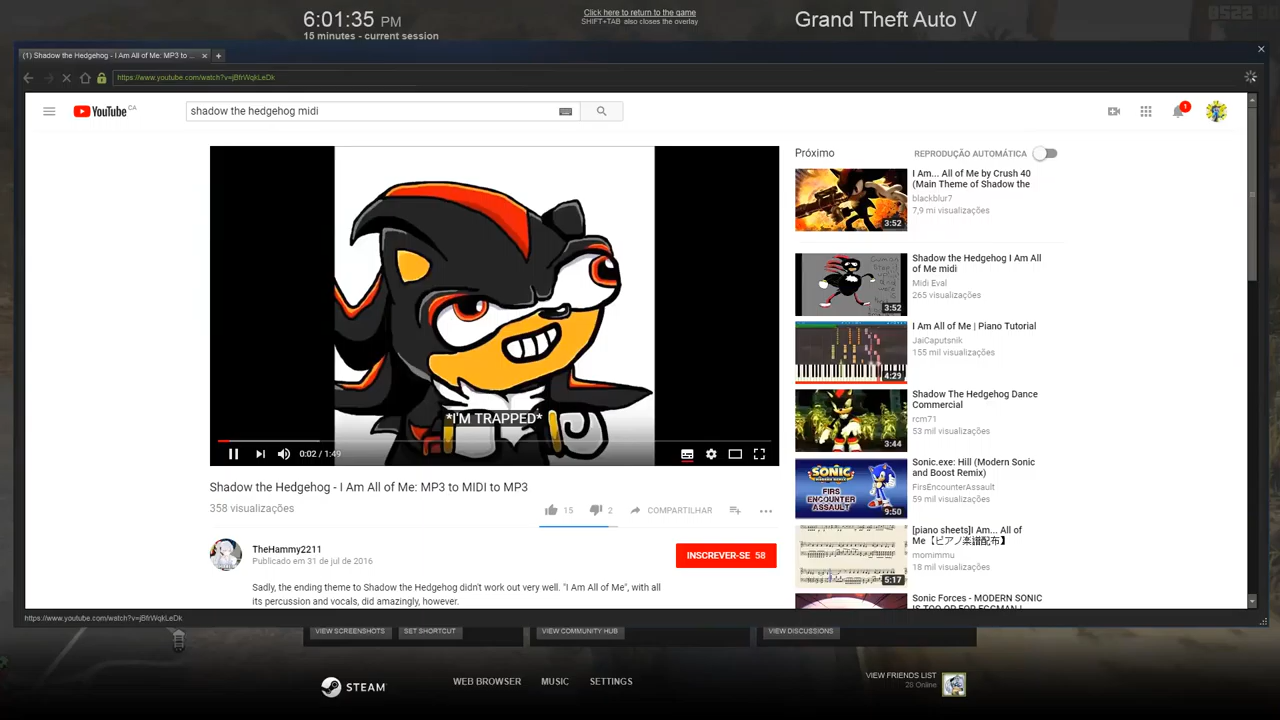 6:01:35 PM
15 minutes - current session
Click here to return to the game
SHIFT+TAB also closes the overlay
Grand Theft Auto V
(1) Shadow the Hedgehog - I Am All of Me: MP3 to ...
https://www.youtube.com/watch?v=jBfrWqkLeDk
YouTube CA
shadow the hedgehog midi
1
*I'M TRAPPED*
0:02 / 1:49
Shadow the Hedgehog - I Am All of Me: MP3 to MIDI to MP3
358 visualizações
15
2
COMPARTILHAR
TheHammy2211
Publicado em 31 de jul de 2016
INSCREVER-SE 58
Sadly, the ending theme to Shadow the Hedgehog didn't work out very well. "I Am All of Me", with all
its percussion and vocals, did amazingly, however.
Próximo
REPRODUÇÃO AUTOMÁTICA
I Am... All of Me by Crush 40
(Main Theme of Shadow the
blackblur7
7,9 mi visualizações
3:52
Shadow the Hedgehog I Am All
of Me midi
Midi Eval
265 visualizações
3:52
I Am All of Me | Piano Tutorial
JaiCaputsnik
155 mil visualizações
4:29
Shadow The Hedgehog Dance
Commercial
rcm71
53 mil visualizações
3:44
Sonic.exe: Hill (Modern Sonic
and Boost Remix)
FirsEncounterAssault
59 mil visualizações
SONIC
FIRS
ENCOUNTER
ASSAULT
9:50
[piano sheets]I Am... All of
Me【ピアノ楽譜配布】
momimmu
18 mil visualizações
5:17
Sonic Forces - MODERN SONIC
IS TOO OP FOR EGGMAN |
https://www.youtube.com/watch?v=jBfrWqkLeDk
VIEW SCREENSHOTS
SET SHORTCUT
VIEW COMMUNITY HUB
VIEW DISCUSSIONS
STEAM
WEB BROWSER
MUSIC
SETTINGS
VIEW FRIENDS LIST
28 Online